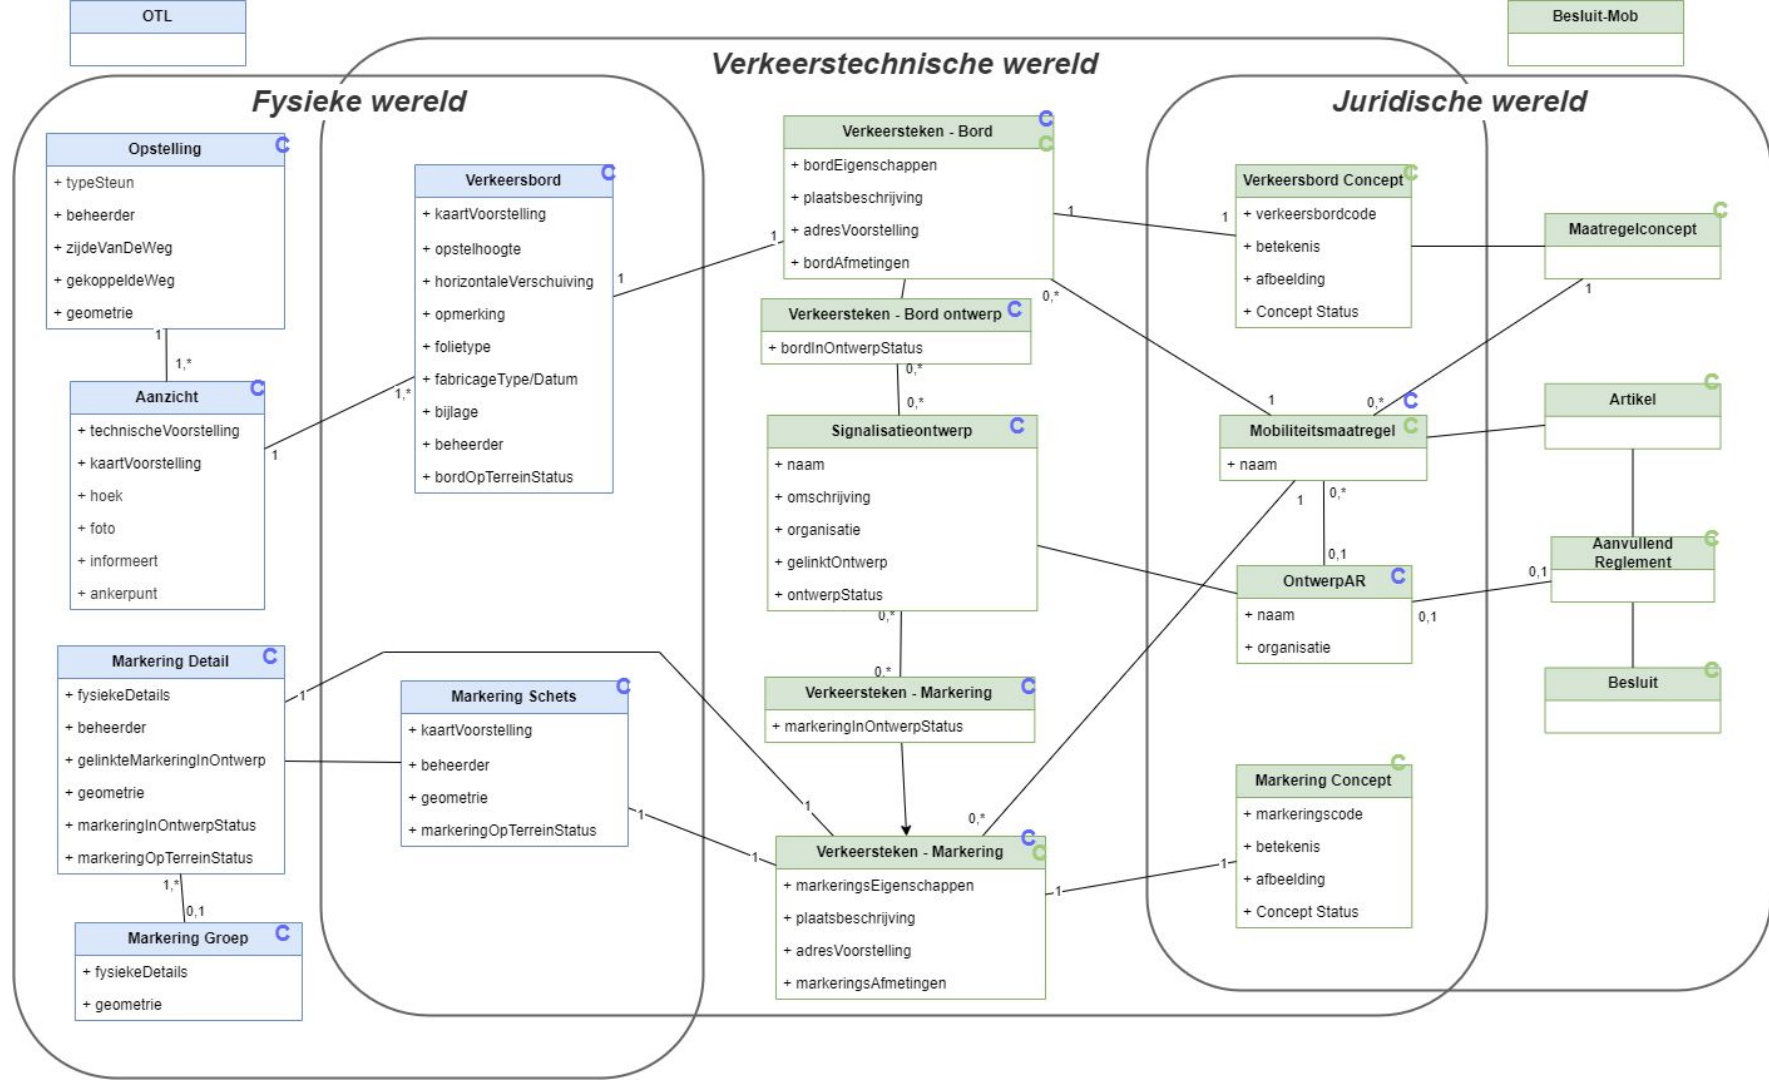 OTL
Besluit-Mob
Verkeerstechnische wereld
Fysieke wereld
Juridische wereld
Opstelling
C
+ typeSteun
+ beheerder
+ zijdeVanDeWeg
+ gekoppeldeWeg
+ geometrie
1
1,*
Aanzicht
C
+ technischeVoorstelling
+ kaartVoorstelling
+ hoek
+ foto
+ informeert
+ ankerpunt
1
1,*
Markering Detail
C
+ fysiekeDetails
+ beheerder
+ gelinkteMarkeringInOntwerp
+ geometrie
+ markeringInOntwerpStatus
+ markeringOpTerreinStatus
1
1
1,*
0,1
Markering Groep
C
+ fysiekeDetails
+ geometrie
Verkeersbord
C
+ kaartVoorstelling
+ opstelhoogte
+ horizontaleVerschuiving
+ opmerking
+ folietype
+ fabricageType/Datum
+ bijlage
+ beheerder
+ bordOpTerreinStatus
1
1
Markering Schets
C
+ kaartVoorstelling
+ beheerder
+ geometrie
+ markeringOpTerreinStatus
1
1
Verkeersteken - Bord
C
C
+ bordEigenschappen
+ plaatsbeschrijving
+ adresVoorstelling
+ bordAfmetingen
1
1
0,*
1
Verkeersteken - Bord ontwerp
C
+ bordInOntwerpStatus
0,*
0,*
Signalisatieontwerp
C
+ naam
+ omschrijving
+ organisatie
+ gelinktOntwerp
+ ontwerpStatus
0,*
0,*
Verkeersteken - Markering
C
+ markeringInOntwerpStatus
0,*
Verkeersteken - Markering
C
C
+ markeringsEigenschappen
+ plaatsbeschrijving
+ adresVoorstelling
+ markeringsAfmetingen
1
1
Verkeersbord Concept
C
+ verkeersbordcode
+ betekenis
+ afbeelding
+ Concept Status
Mobiliteitsmaatregel
C
C
+ naam
0,*
1
1
0,*
0,1
OntwerpAR
C
+ naam
+ organisatie
0,1
0,1
Markering Concept
C
+ markeringscode
+ betekenis
+ afbeelding
+ Concept Status
Maatregelconcept
C
Artikel
C
Aanvullend
Reglement
C
Besluit
C